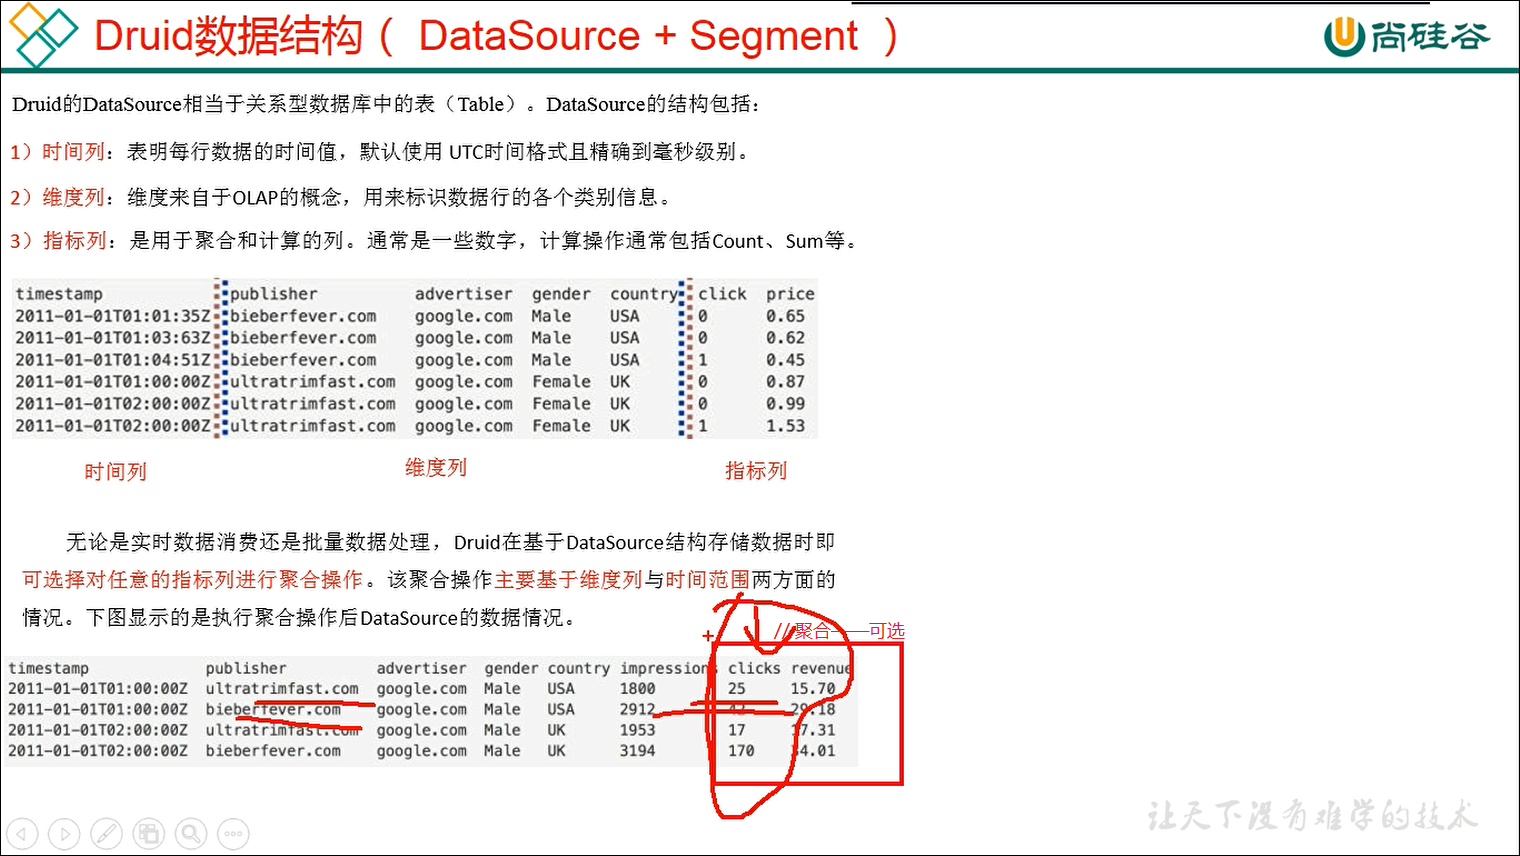 Druid数据结构（ DataSource + Segment ）
尚硅谷
Druid的DataSource相当于关系型数据库中的表（Table）。DataSource的结构包括：
1）时间列：表明每行数据的时间值，默认使用 UTC时间格式且精确到毫秒级别。
2）维度列：维度来自于OLAP的概念，用来标识数据行的各个类别信息。
3）指标列：是用于聚合和计算的列。通常是一些数字，计算操作通常包括Count、Sum等。
timestamp publisher advertiser gender country click price
2011-01-01T01:01:35Z bieberfever.com google.com Male USA 0 0.65
2011-01-01T01:03:63Z bieberfever.com google.com Male USA 0 0.62
2011-01-01T01:04:51Z bieberfever.com google.com Male USA 1 0.45
2011-01-01T01:00:00Z ultratrimfast.com google.com Female UK 0 0.87
2011-01-01T02:00:00Z ultratrimfast.com google.com Female UK 0 0.99
2011-01-01T02:00:00Z ultratrimfast.com google.com Female UK 1 1.53
时间列 维度列 指标列
无论是实时数据消费还是批量数据处理，Druid在基于DataSource结构存储数据时即
可选择对任意的指标列进行聚合操作。该聚合操作主要基于维度列与时间范围两方面的
情况。下图显示的是执行聚合操作后DataSource的数据情况。
//聚合——可选
timestamp publisher advertiser gender country impressions clicks revenue
2011-01-01T01:00:00Z ultratrimfast.com google.com Male USA 1800 25 15.70
2011-01-01T01:00:00Z bieberfever.com google.com Male USA 2912 29.18
2011-01-01T02:00:00Z ultratrimfast.com google.com Male UK 1953 17 17.31
2011-01-01T02:00:00Z bieberfever.com google.com Male UK 3194 170 34.01
让天下没有难学的技术